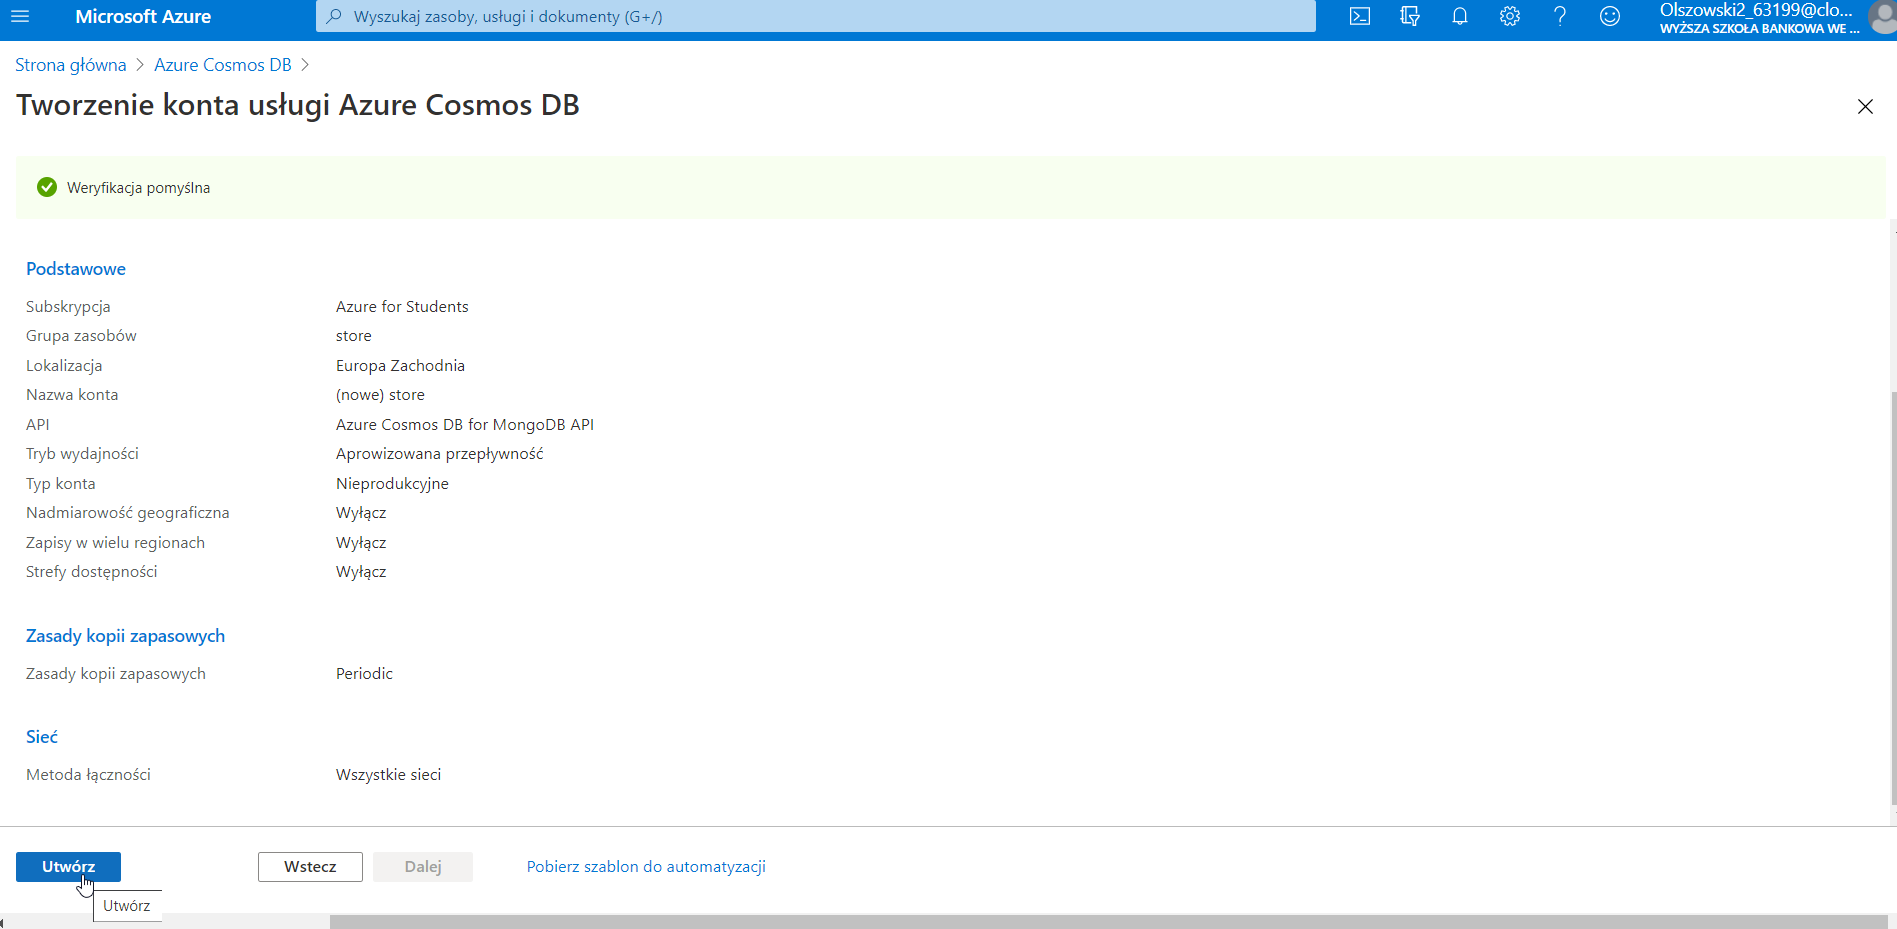 Microsoft Azure
Wyszukaj zasoby, usługi i dokumenty (G+/)
Olszowski2_63199@clo...
WYŻSZA SZKOŁA BANKOWA WE ...
Strona główna > Azure Cosmos DB >
Tworzenie konta usługi Azure Cosmos DB
Weryfikacja pomyślna
Podstawowe
Subskrypcja Azure for Students
Grupa zasobów store
Lokalizacja Europa Zachodnia
Nazwa konta (nowe) store
API Azure Cosmos DB for MongoDB API
Tryb wydajności Aprowizowana przepływność
Typ konta Nieprodukcyjne
Nadmiarowość geograficzna Wyłącz
Zapisy w wielu regionach Wyłącz
Strefy dostępności Wyłącz
Zasady kopii zapasowych
Zasady kopii zapasowych Periodic
Sieć
Metoda łączności Wszystkie sieci
Utwórz Wstecz Dalej Pobierz szablon do automatyzacji
Utwórz